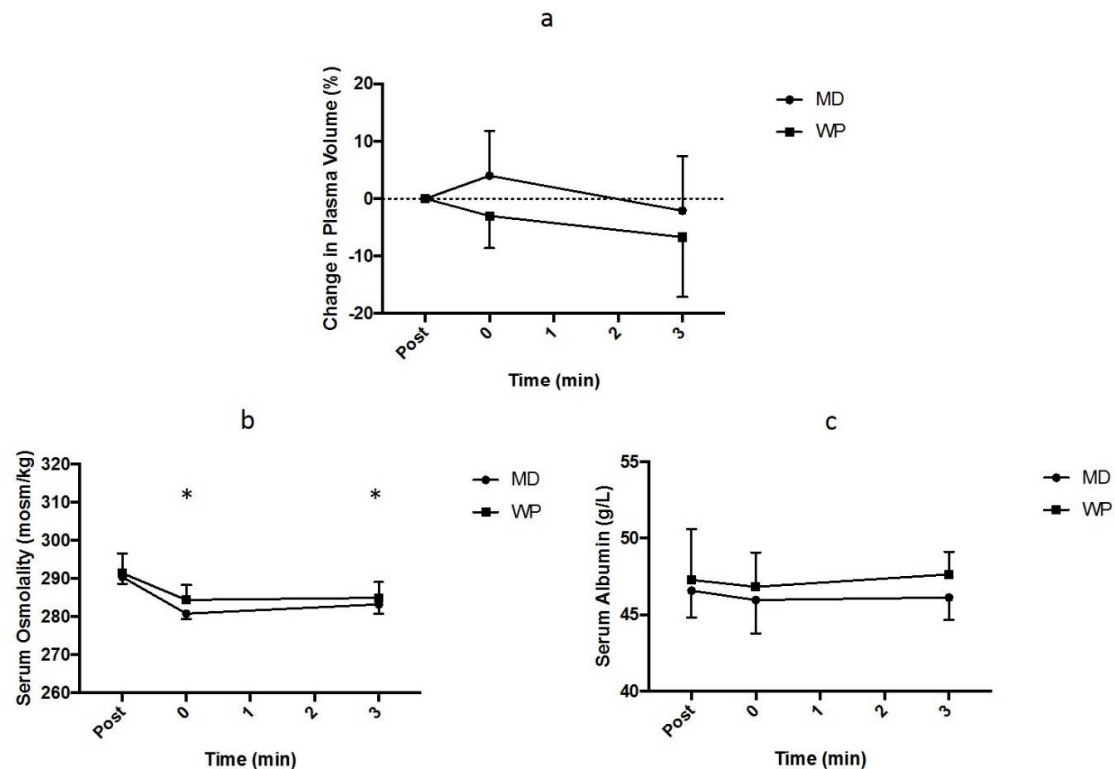 a
Change in Plasma Volume (%)
20
10
0
-10
-20
Post
0
1
2
3
Time (min)
MD
WP
b
Serum Osmolality (mosm/kg)
320
310
300
290
280
270
260
*
*
Post
0
1
2
3
Time (min)
MD
WP
c
Serum Albumin (g/L)
55
50
45
40
Post
0
1
2
3
Time (min)
MD
WP